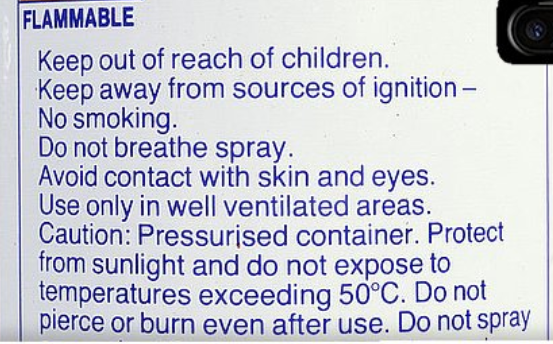 FLAMMABLE
Keep out of reach of children.
Keep away from sources of ignition –
No smoking.
Do not breathe spray.
Avoid contact with skin and eyes.
Use only in well ventilated areas.
Caution: Pressurised container. Protect
from sunlight and do not expose to
temperatures exceeding 50°C. Do not
pierce or burn even after use. Do not spray